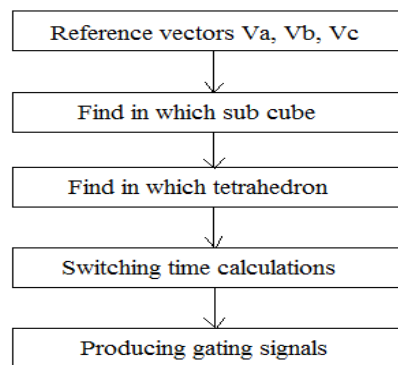 Reference vectors Va, Vb, Vc
Find in which sub cube
Find in which tetrahedron
Switching time calculations
Producing gating signals